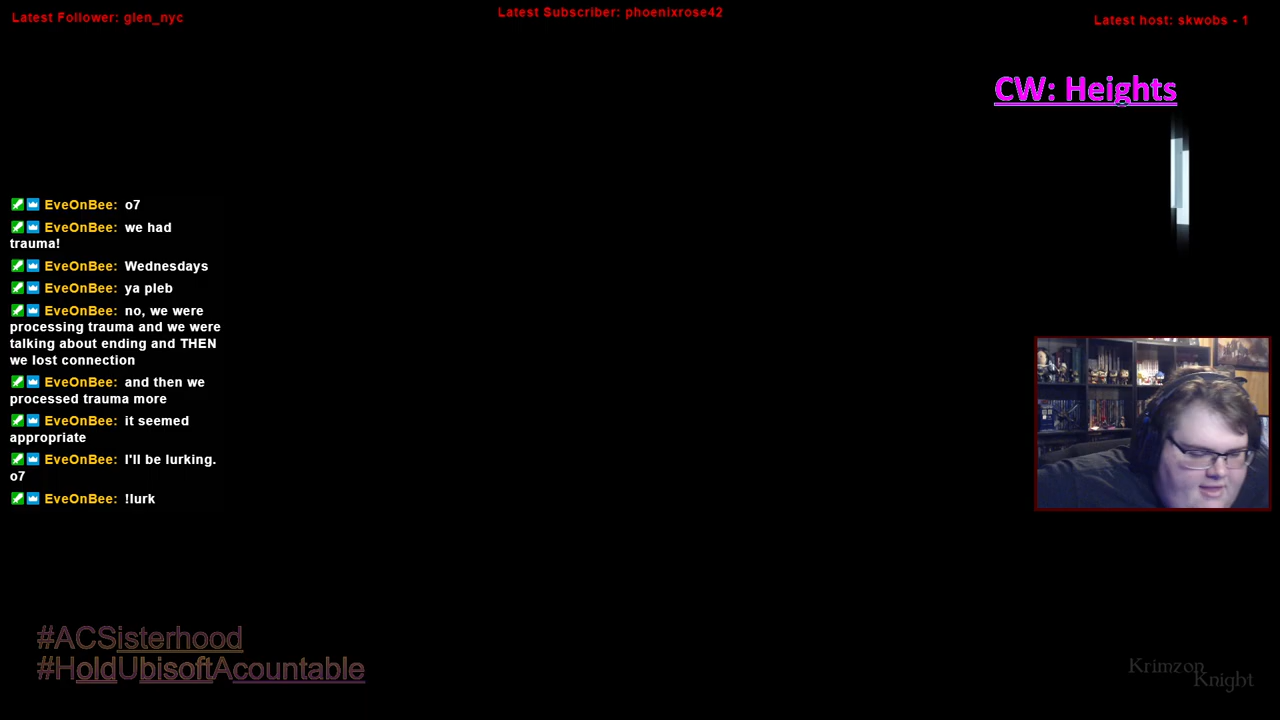 Latest Follower: glen_nyc
Latest Subscriber: phoenixrose42
Latest host: skwobs - 1
CW: Heights
EveOnBee: o7
EveOnBee: we had
trauma!
EveOnBee: Wednesdays
EveOnBee: ya pleb
EveOnBee: no, we were
processing trauma and we were
talking about ending and THEN
we lost connection
EveOnBee: and then we
processed trauma more
EveOnBee: it seemed
appropriate
EveOnBee: I'll be lurking.
o7
EveOnBee: !lurk
#ACSisterhood
#HoldUbisoftAcountable
Krimzon
Knight